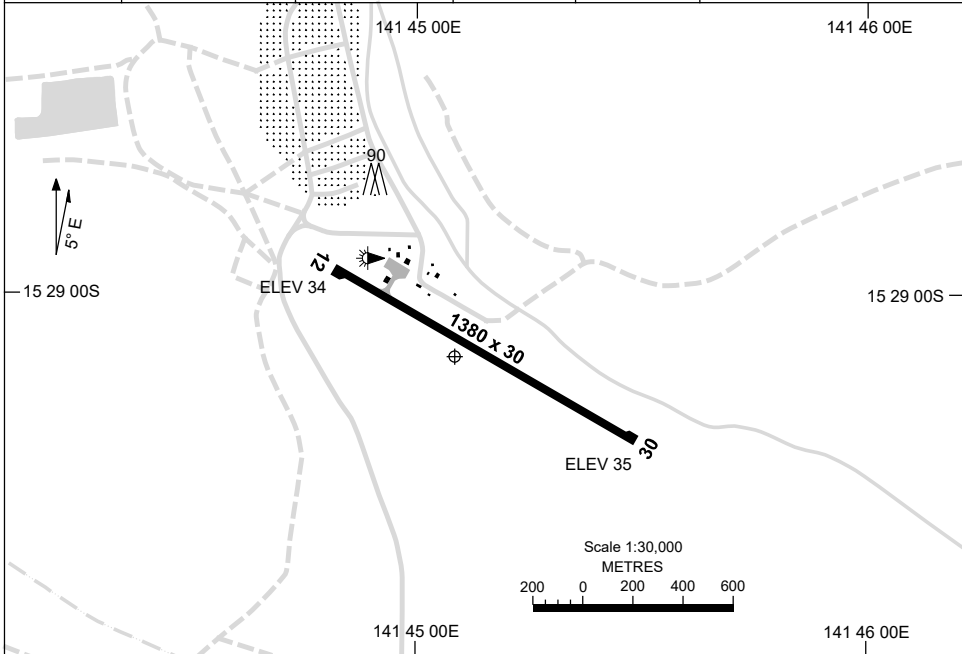 141 45 00E
141 46 00E
90
5° E
12
ELEV 34
15 29 00S
15 29 00S
1380 x 30
30
ELEV 35
Scale 1:30,000
METRES
200 0 200 400 600
141 45 00E
141 46 00E